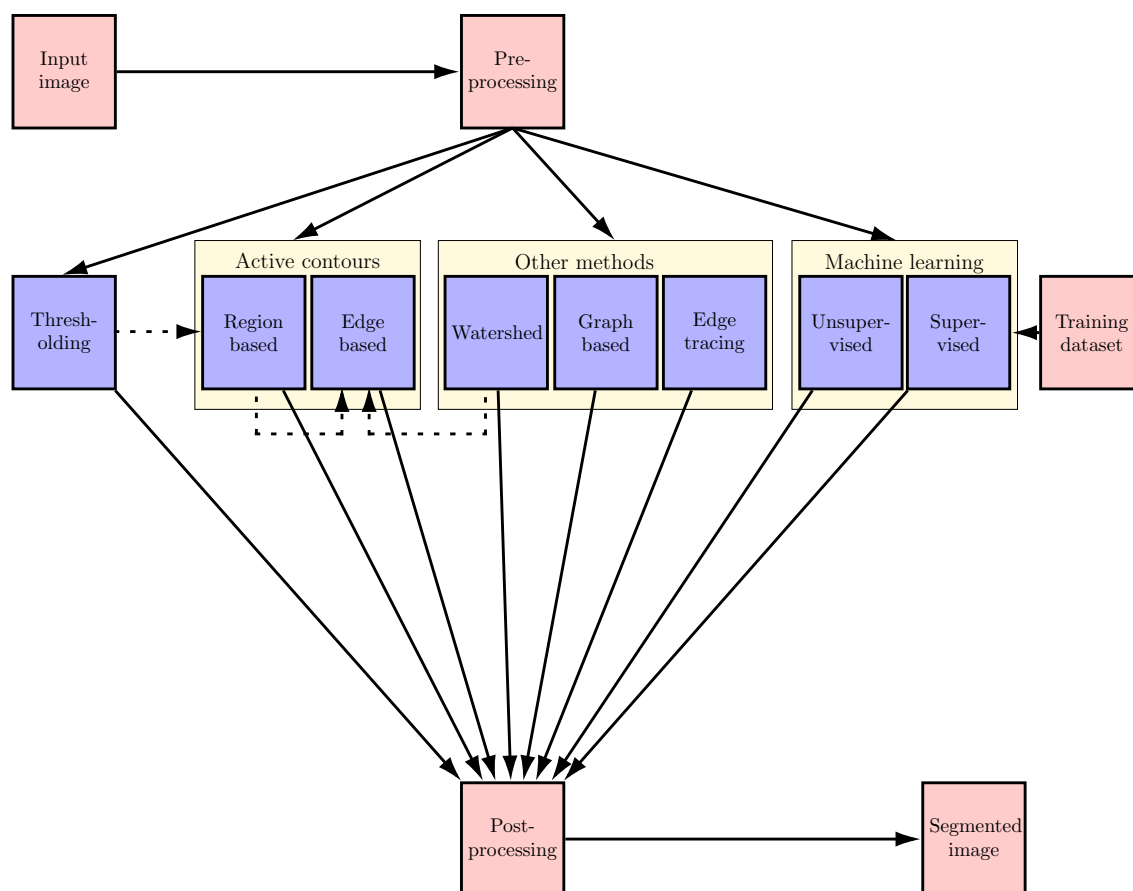 Input
image
Pre-
processing
Active contours
Other methods
Machine learning
Thresh-
olding
Region
based
Edge
based
Watershed
Graph
based
Edge
tracing
Unsuper-
vised
Super-
vised
Training
dataset
Post-
processing
Segmented
image